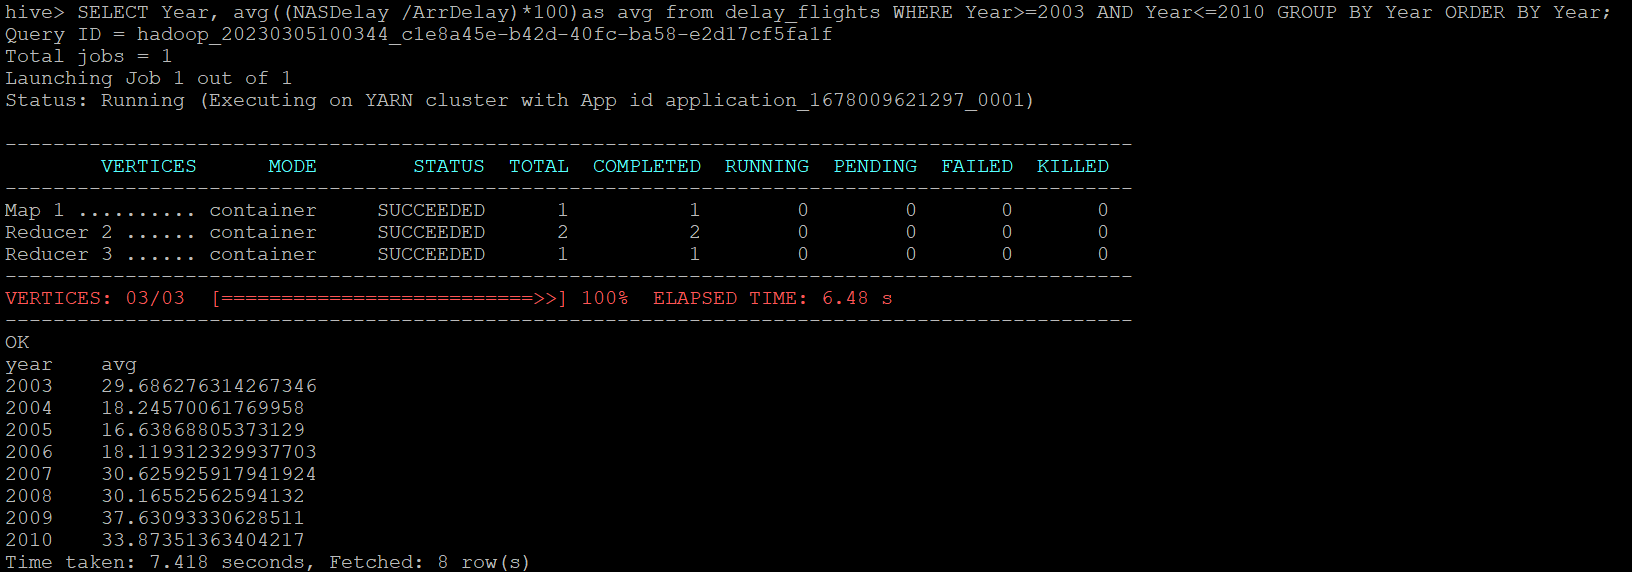 hive> SELECT Year, avg((NASDelay /ArrDelay)*100)as avg from delay_flights WHERE Year>=2003 AND Year<=2010 GROUP BY Year ORDER BY Year;
Query ID = hadoop_20230305100344_c1e8a45e-b42d-40fc-ba58-e2d17cf5fa1f
Total jobs = 1
Launching Job 1 out of 1
Status: Running (Executing on YARN cluster with App id application_1678009621297_0001)
----------------------------------------------------------------------------------------------
        VERTICES      MODE        STATUS  TOTAL  COMPLETED  RUNNING  PENDING  FAILED  KILLED
----------------------------------------------------------------------------------------------
Map 1 .......... container     SUCCEEDED      1          1        0        0       0       0
Reducer 2 ...... container     SUCCEEDED      2          2        0        0       0       0
Reducer 3 ...... container     SUCCEEDED      1          1        0        0       0       0
----------------------------------------------------------------------------------------------
VERTICES: 03/03  [==========================>>] 100%  ELAPSED TIME: 6.48 s
----------------------------------------------------------------------------------------------
OK
year    avg
2003    29.686276314267346
2004    18.24570061769958
2005    16.63868805373129
2006    18.119312329937703
2007    30.625925917941924
2008    30.16552562594132
2009    37.63093330628511
2010    33.87351363404217
Time taken: 7.418 seconds, Fetched: 8 row(s)